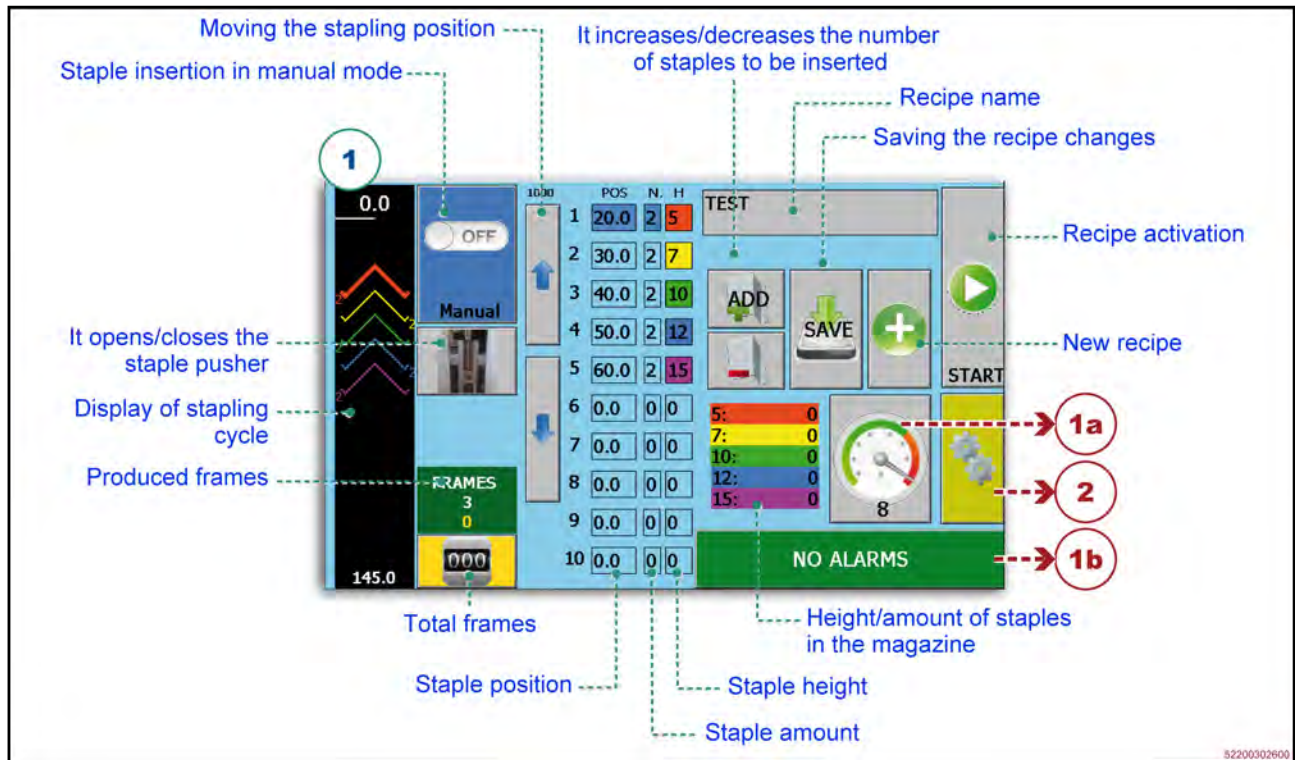 Moving the stapling position
It increases/decreases the number
of staples to be inserted
Staple insertion in manual mode
Recipe name
Saving the recipe changes
1
0.0
OFF
Manual
1000
POS N. H
1 20.0 2 5
2 30.0 2 7
3 40.0 2 10
4 50.0 2 12
5 60.0 2 15
6 0.0 0 0
7 0.0 0 0
8 0.0 0 0
9 0.0 0 0
10 0.0 0 0
TEST
ADD
SAVE
START
Recipe activation
New recipe
It opens/closes the
staple pusher
Display of stapling
cycle
Produced frames
2
2
2
2
2
FRAMES
3
0
000
145.0
5: 0
7: 0
10: 0
12: 0
15: 0
8
NO ALARMS
1a
2
1b
Total frames
Height/amount of staples
in the magazine
Staple position
Staple height
Staple amount
52200302600